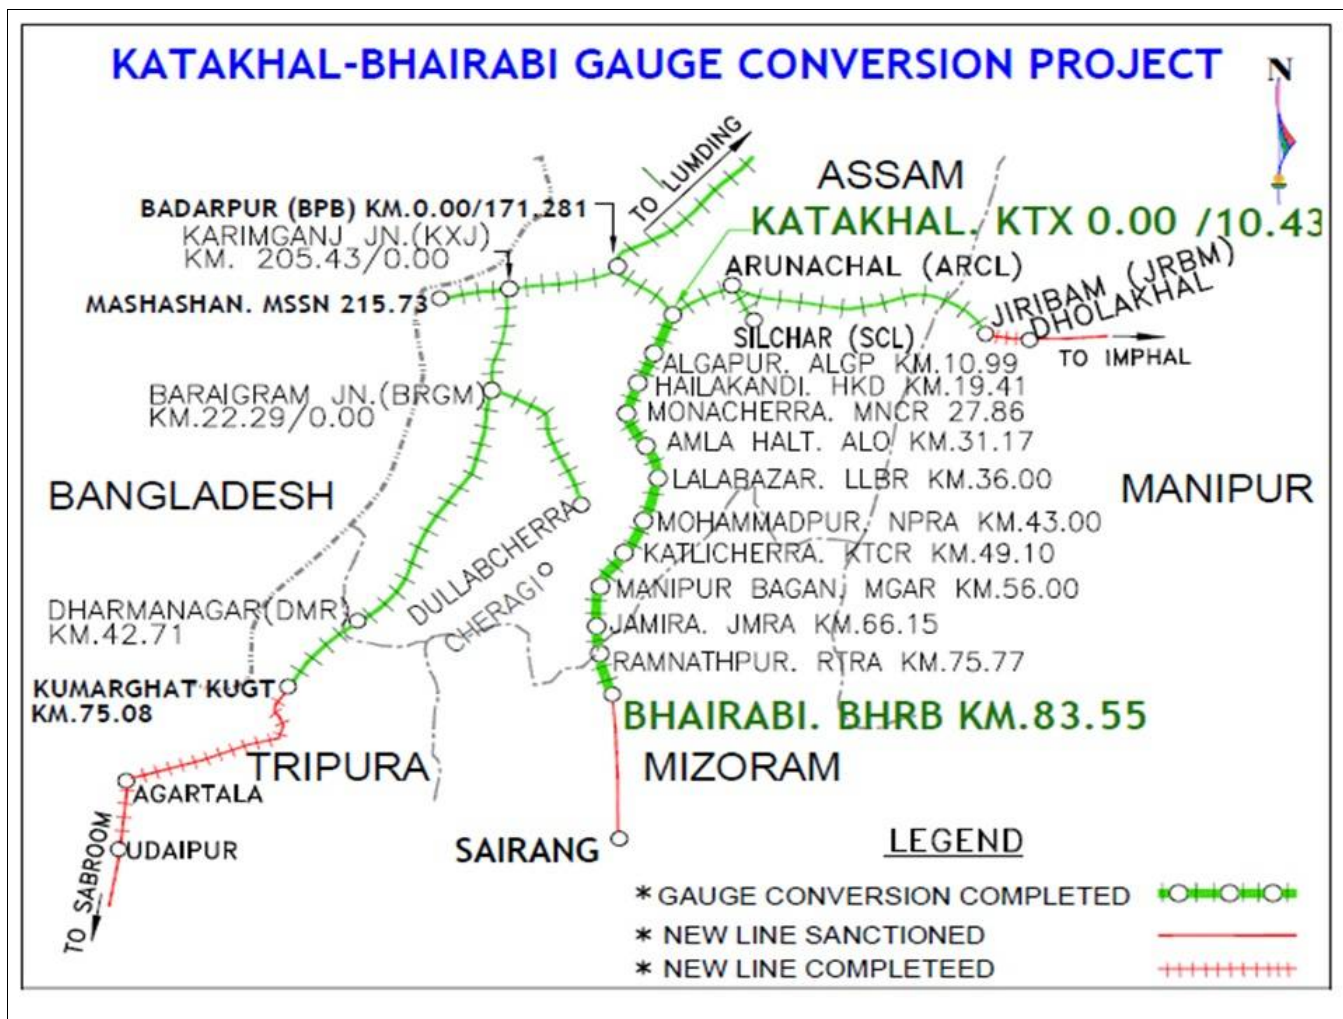 KATAKHAL-BHAIRABI GAUGE CONVERSION PROJECT
N
TO LUMDING
ASSAM
BADARPUR (BPB) KM.0.00/171.281
KATAKHAL. KTX 0.00 /10.43
KARIMGANJ JN.(KXJ)
KM. 205.43/0.00
ARUNACHAL (ARCL)
JIRIBAM (JRBM)
DHOLAKHAL
MASHASHAN. MSSN 215.73
SILCHAR (SCL)
TO IMPHAL
ALGAPUR. ALGP KM.10.99
HAILAKANDI. HKD KM.19.41
BARAIGRAM JN.(BRGM)
KM.22.29/0.00
MONACHERRA. MNCR 27.86
AMLA HALT. ALO KM.31.17
LALABAZAR. LLBR KM.36.00
BANGLADESH
MANIPUR
MOHAMMADPUR. NPRA KM.43.00
KATLICHERRA. KTCR KM.49.10
DULLABCHERRA
CHERAGI
MANIPUR BAGAN. MGAR KM.56.00
DHARMANAGAR(DMR)
KM.42.71
JAMIRA. JMRA KM.66.15
RAMNATHPUR. RTRA KM.75.77
KUMARGHAT KUGT
KM.75.08
BHAIRABI. BHRB KM.83.55
TRIPURA
MIZORAM
AGARTALA
UDAIPUR
TO SABROOM
SAIRANG
LEGEND
* GAUGE CONVERSION COMPLETED
* NEW LINE SANCTIONED
* NEW LINE COMPLETEED